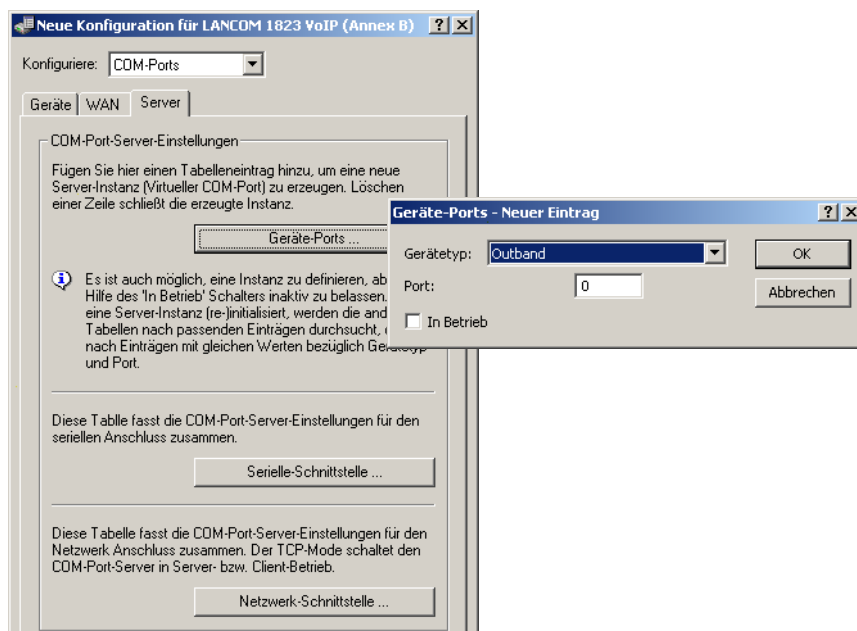 Neue Konfiguration für LANCOM 1823 VoIP (Annex B)
Konfiguriere: COM-Ports
Geräte WAN Server
COM-Port-Server-Einstellungen
Fügen Sie hier einen Tabelleneintrag hinzu, um eine neue
Server-Instanz (Virtueller COM-Port) zu erzeugen. Löschen
einer Zeile schließt die erzeugte Instanz.
Geräte-Ports ...
Es ist auch möglich, eine Instanz zu definieren,
Hilfe des 'In Betrieb' Schalters inaktiv zu belassen.
eine Server-Instanz (re-)initialisiert, werden die
Tabellen nach passenden Einträgen durchsucht,
nach Einträgen mit gleichen Werten bezüglich Gerätetyp
und Port.
Diese Tablle fasst die COM-Port-Server-Einstellungen für den
seriellen Anschluss zusammen.
Serielle-Schnittstelle ...
Diese Tabelle fasst die COM-Port-Server-Einstellungen für den
Netzwerk Anschluss zusammen. Der TCP-Mode schaltet den
COM-Port-Server in Server- bzw. Client-Betrieb.
Netzwerk-Schnittstelle ...
Geräte-Ports - Neuer Eintrag
Gerätetyp: Outband
OK
Port: 0
Abbrechen
In Betrieb